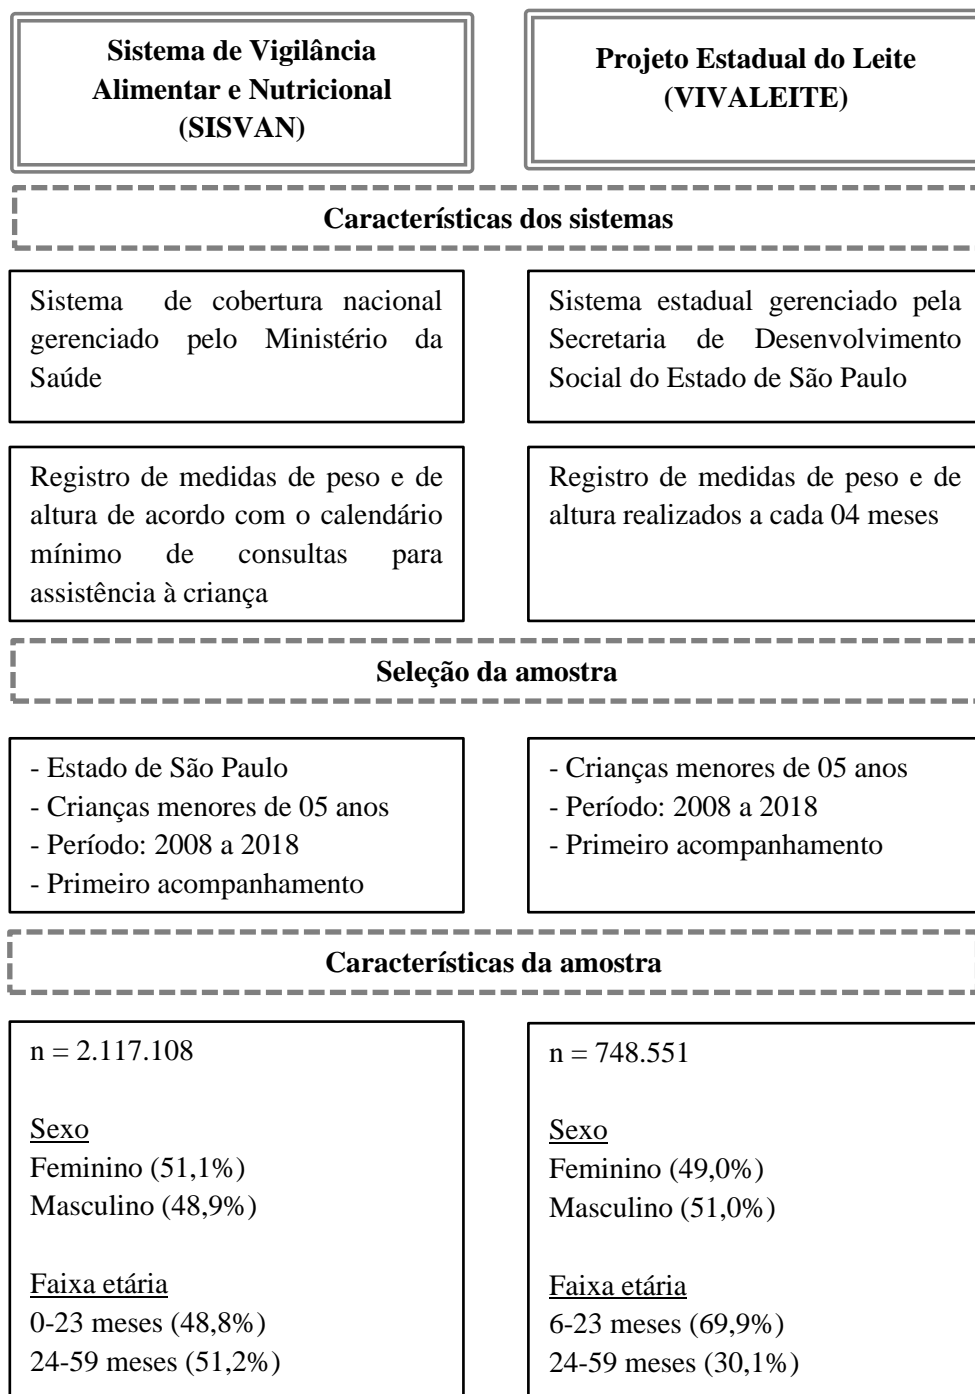 Sistema de Vigilância
Alimentar e Nutricional
(SISVAN)
Projeto Estadual do Leite
(VIVALEITE)
Características dos sistemas
Sistema de cobertura nacional
gerenciado pelo Ministério da
Saúde
Sistema estadual gerenciado pela
Secretaria de Desenvolvimento
Social do Estado de São Paulo
Registro de medidas de peso e de
altura de acordo com o calendário
mínimo de consultas para
assistência à criança
Registro de medidas de peso e de
altura realizados a cada 04 meses
Seleção da amostra
- Estado de São Paulo
- Crianças menores de 05 anos
- Período: 2008 a 2018
- Primeiro acompanhamento
- Crianças menores de 05 anos
- Período: 2008 a 2018
- Primeiro acompanhamento
Características da amostra
n = 2.117.108
Sexo
Feminino (51,1%)
Masculino (48,9%)
Faixa etária
0-23 meses (48,8%)
24-59 meses (51,2%)
n = 748.551
Sexo
Feminino (49,0%)
Masculino (51,0%)
Faixa etária
6-23 meses (69,9%)
24-59 meses (30,1%)